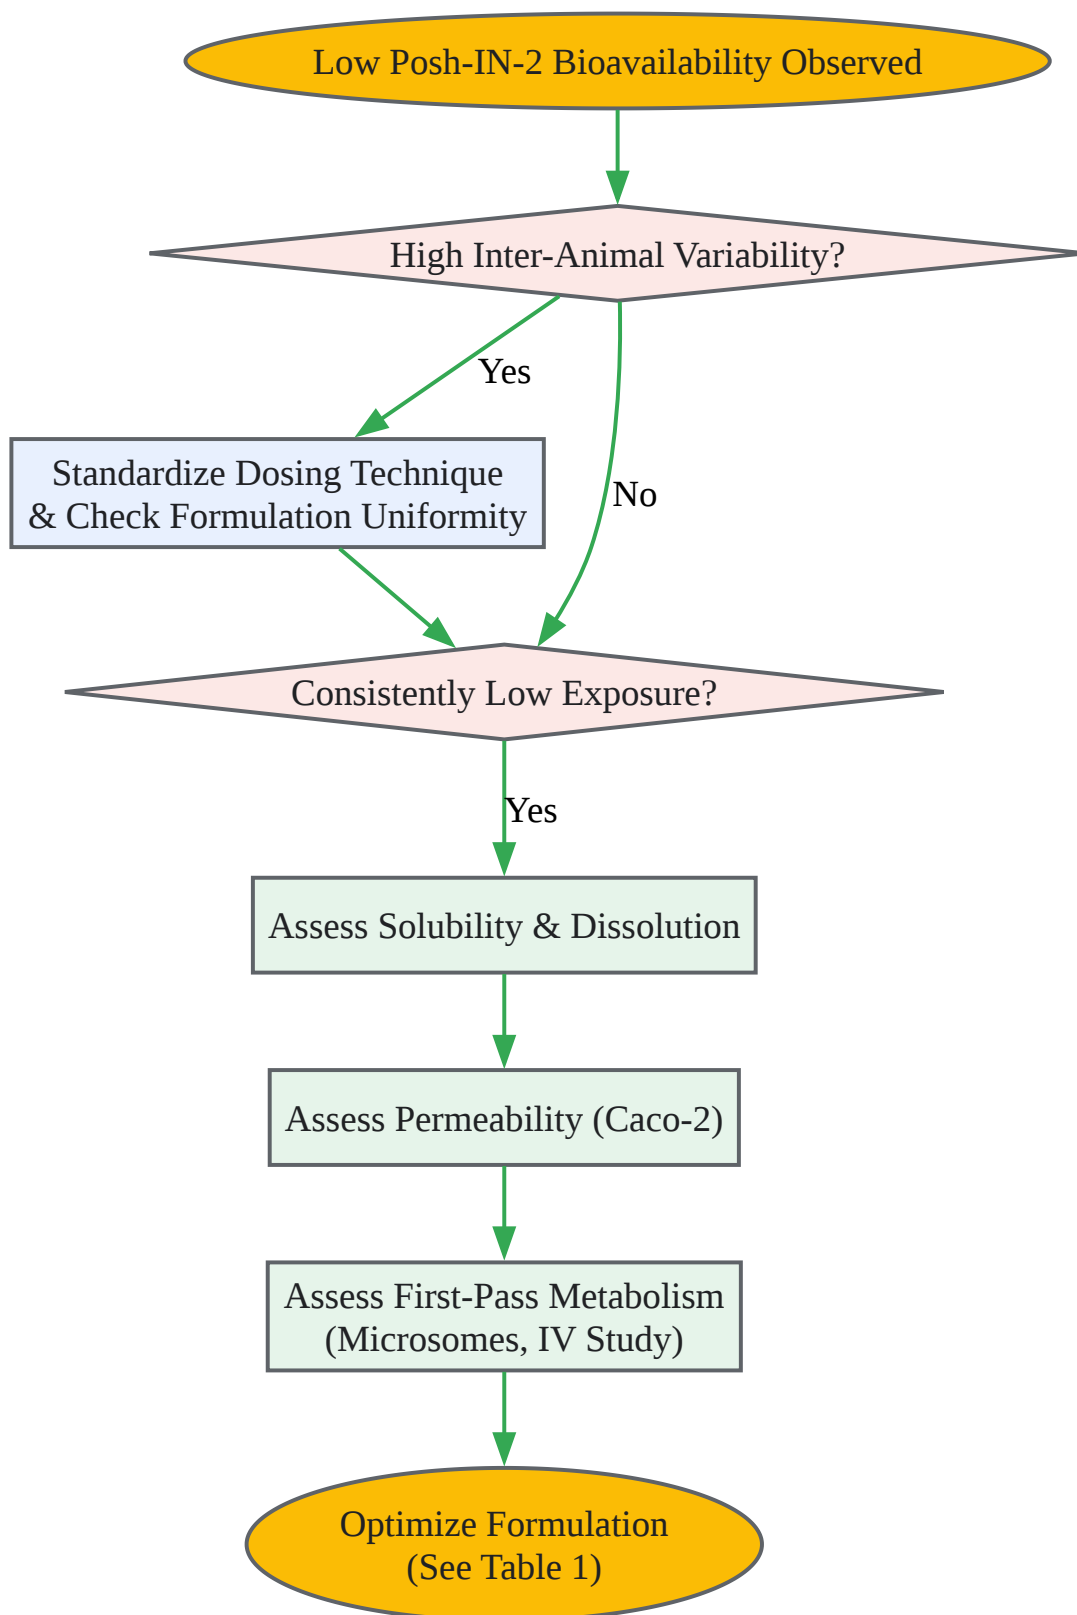 Low Posh-IN-2 Bioavailability Observed
High Inter-Animal Variability?
Yes
Standardize Dosing Technique
& Check Formulation Uniformity
No
Consistently Low Exposure?
Yes
Assess Solubility & Dissolution
Assess Permeability (Caco-2)
Assess First-Pass Metabolism
(Microsomes, IV Study)
Optimize Formulation
(See Table 1)